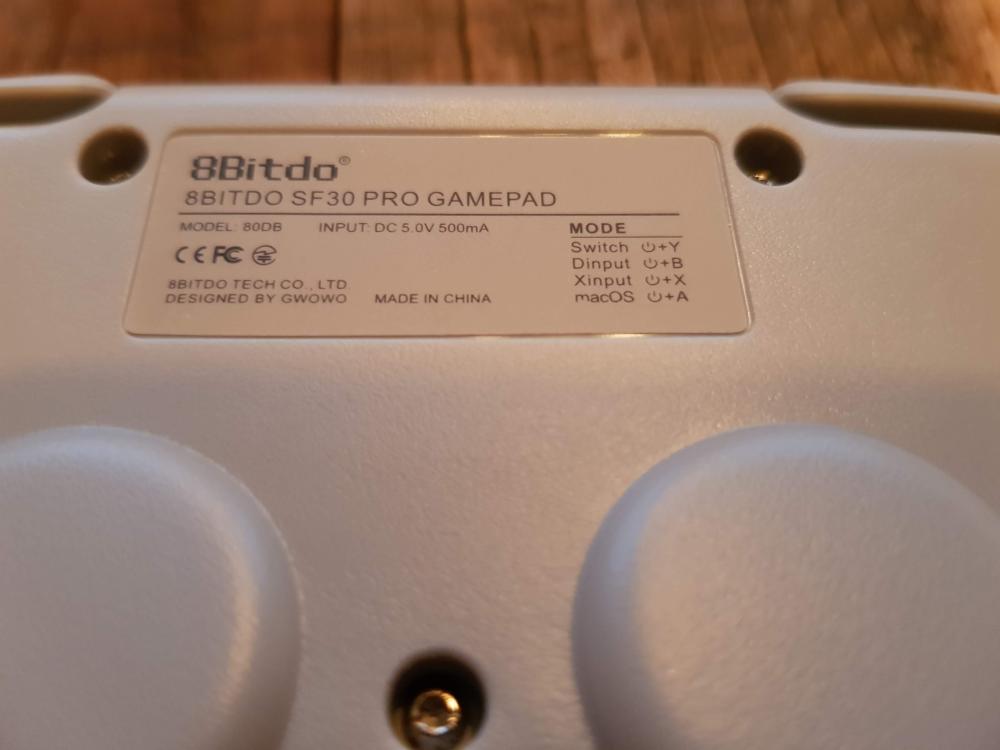 8Bitdo®
8BITDO SF30 PRO GAMEPAD
MODEL: 80DB INPUT: DC 5.0V 500mA
CE FC
8BITDO TECH CO., LTD
DESIGNED BY GWOWO MADE IN CHINA
MODE
Switch ⏻+Y
Dinput ⏻+B
Xinput ⏻+X
macOS ⏻+A